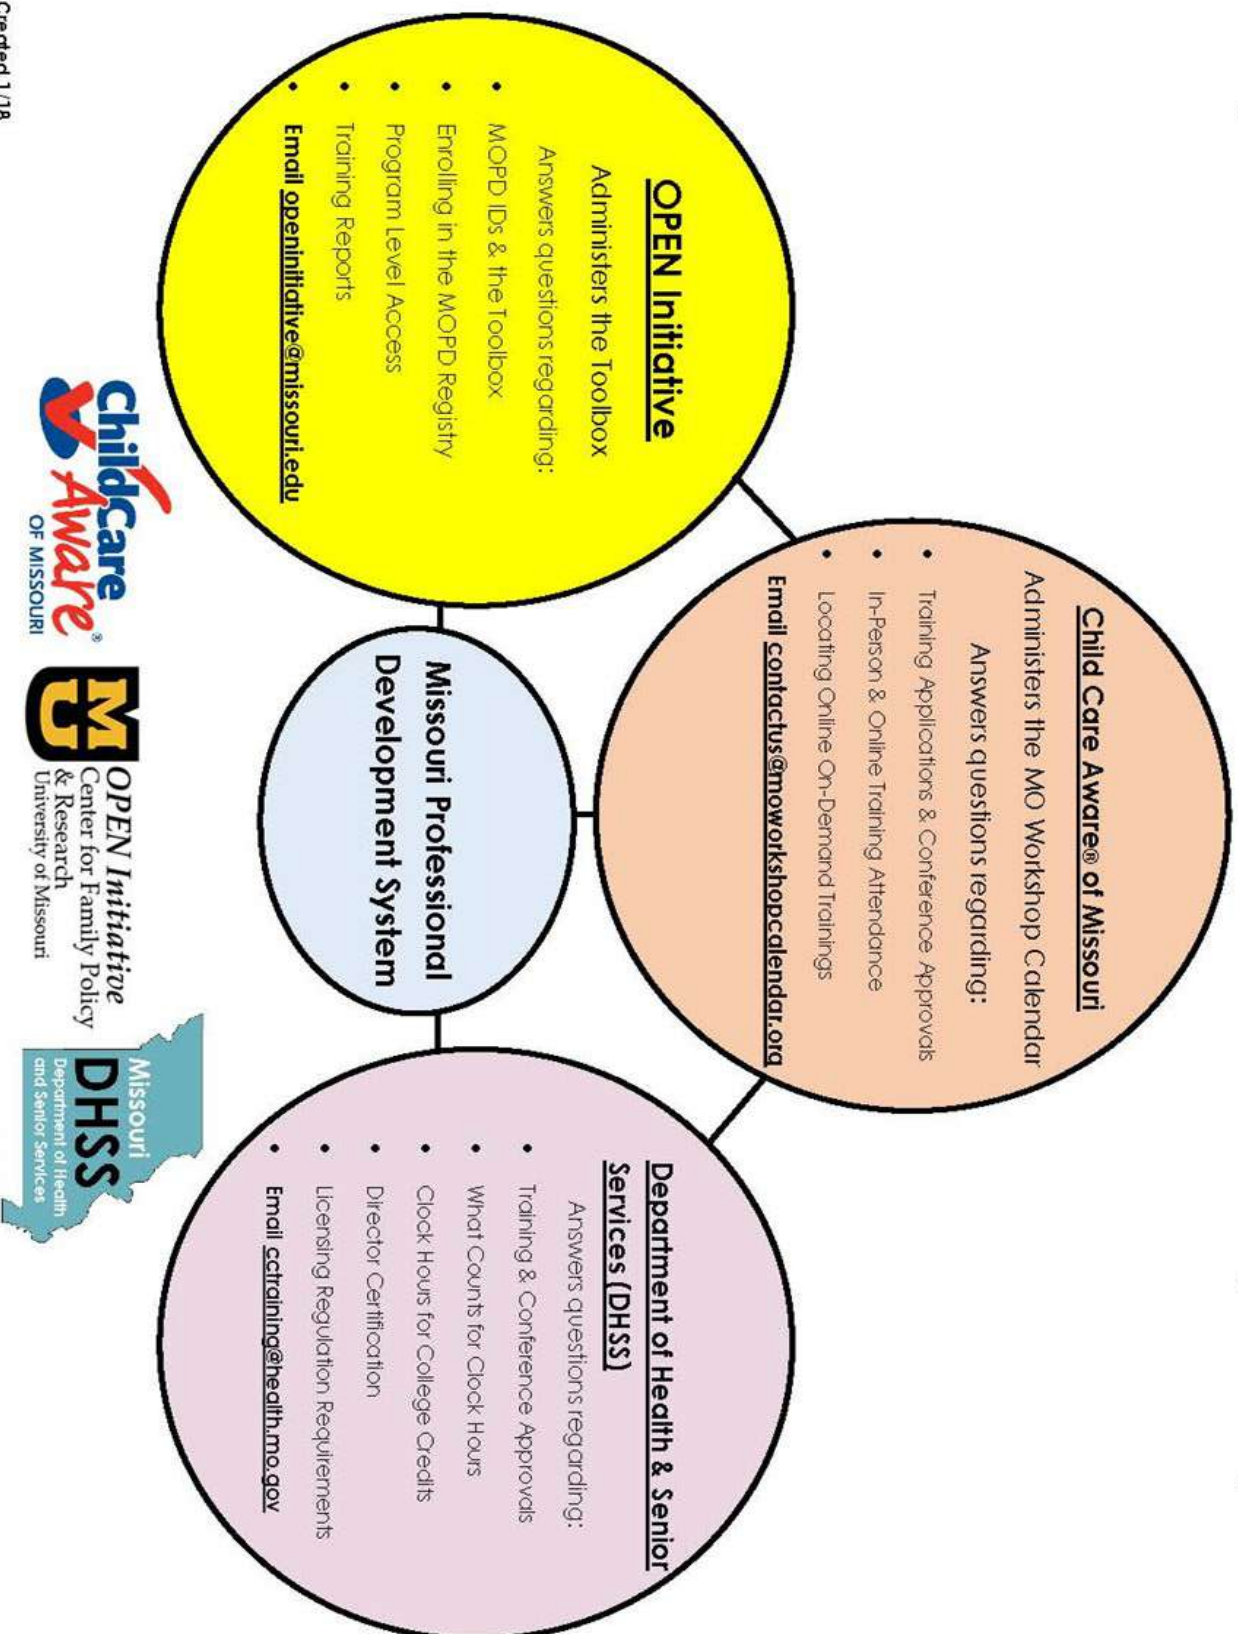 Child Care Aware® of Missouri
Administers the MO Workshop Calendar
Answers questions regarding:
• Training Applications & Conference Approvals
• In-Person & Online Training Attendance
• Locating Online On-Demand Trainings
Email contactus@moworkshopcalendar.org
OPEN Initiative
Administers the Toolbox
Answers questions regarding:
• MOPD IDs & the Toolbox
• Enrolling in the MOPD Registry
• Program Level Access
• Training Reports
• Email openinitiative@missouri.edu
Missouri Professional
Development System
Department of Health & Senior
Services (DHSS)
Answers questions regarding:
• Training & Conference Approvals
• What Counts for Clock Hours
• Clock Hours for College Credits
• Director Certification
• Licensing Regulation Requirements
• Email cctraining@health.mo.gov
Created 1/18
ChildCare
Aware®
OF MISSOURI
MU
OPEN Initiative
Center for Family Policy
& Research
University of Missouri
Missouri
DHSS
Department of Health
and Senior Services